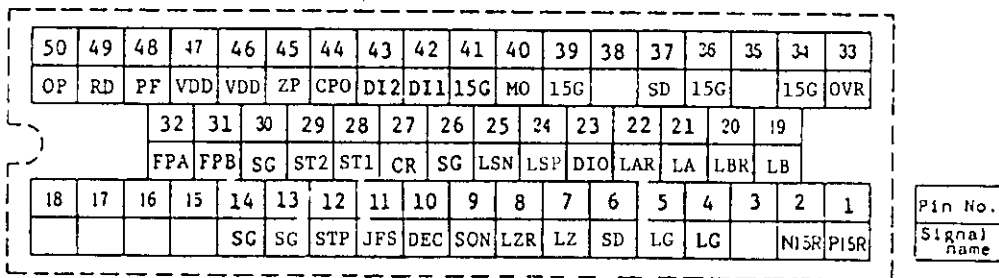 50 49 48 47 46 45 44 43 42 41 40 39 38 37 36 35 34 33
OP RD PF VDD VDD ZP CPO DI2 DI1 15G MO 15G SD 15G 15G OVR
32 31 30 29 28 27 26 25 24 23 22 21 20 19
FPA FPB SG ST2 ST1 CR SG LSN LSP DIO LAR LA LBR LB
18 17 16 15 14 13 12 11 10 9 8 7 6 5 4 3 2 1
SG SG STP JFS DEC SON LZR LZ SD LG LG N15R P15R
Pin No.
Signal
name